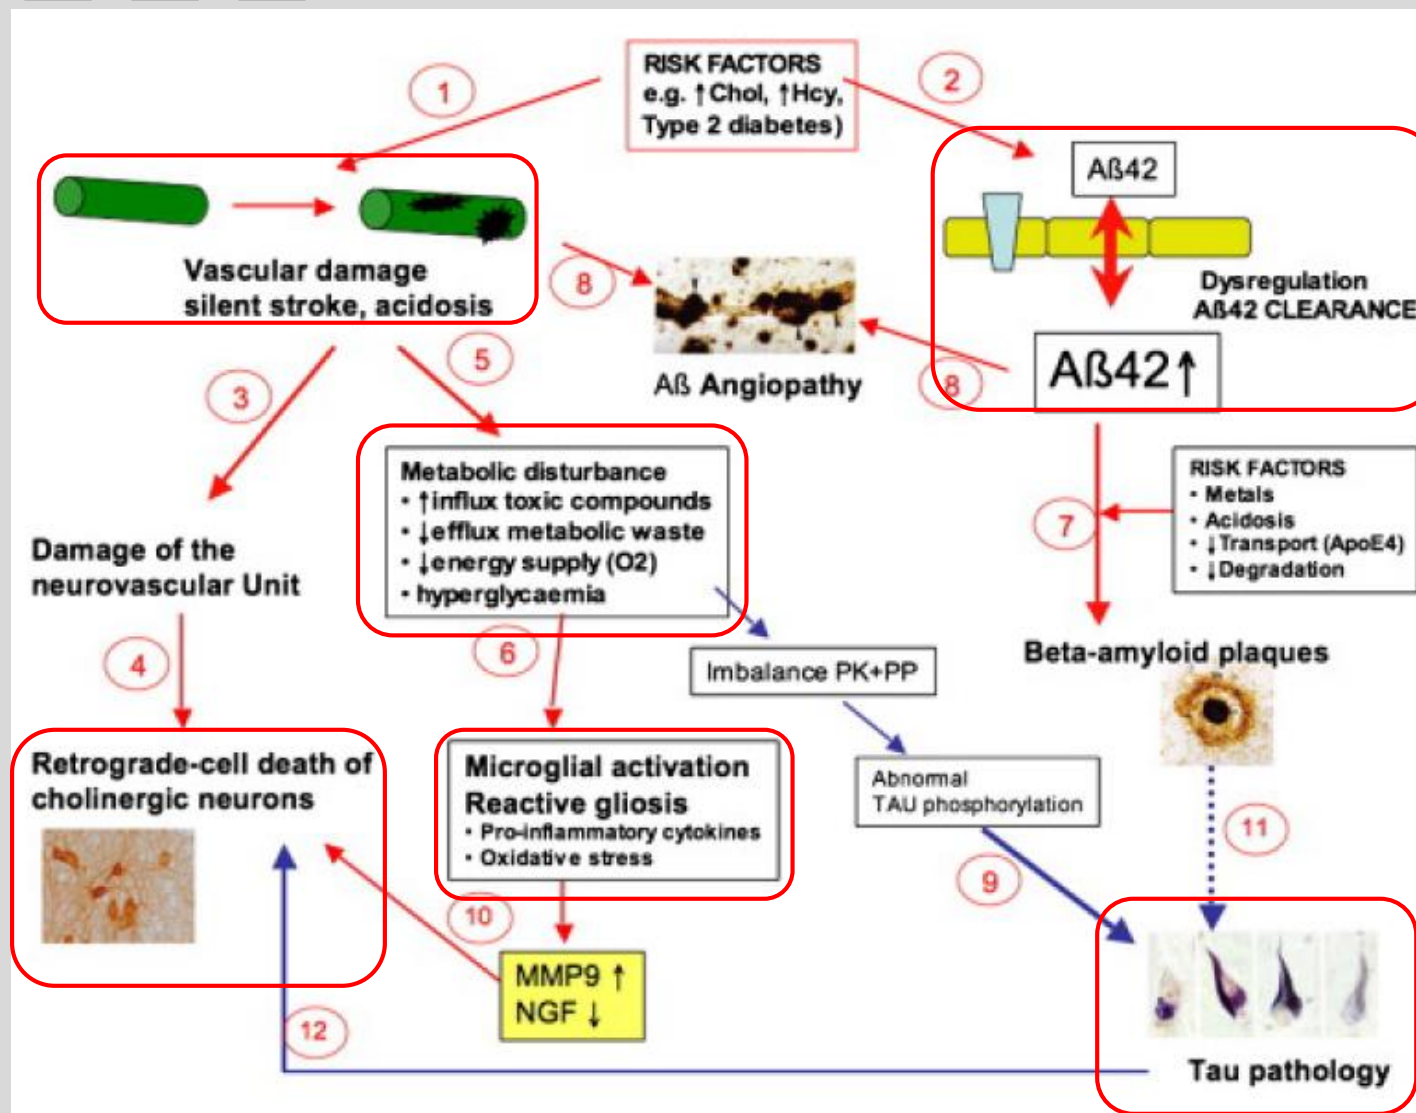 RISK FACTORS
e.g. ↑Chol, ↑Hcy,
Type 2 diabetes)
1
2
Aß42
Vascular damage
silent stroke, acidosis
8
Aß Angiopathy
Dysregulation
Aß42 CLEARANCE
Aß42↑
8
3
5
Metabolic disturbance
• ↑influx toxic compounds
• ↓efflux metabolic waste
• ↓energy supply (O2)
• hyperglycaemia
RISK FACTORS
• Metals
• Acidosis
• ↓Transport (ApoE4)
• ↓Degradation
7
Damage of the
neurovascular Unit
4
6
Imbalance PK+PP
Beta-amyloid plaques
Retrograde-cell death of
cholinergic neurons
Microglial activation
Reactive gliosis
• Pro-inflammatory cytokines
• Oxidative stress
Abnormal
TAU phosphorylation
11
9
10
MMP9 ↑
NGF ↓
12
Tau pathology